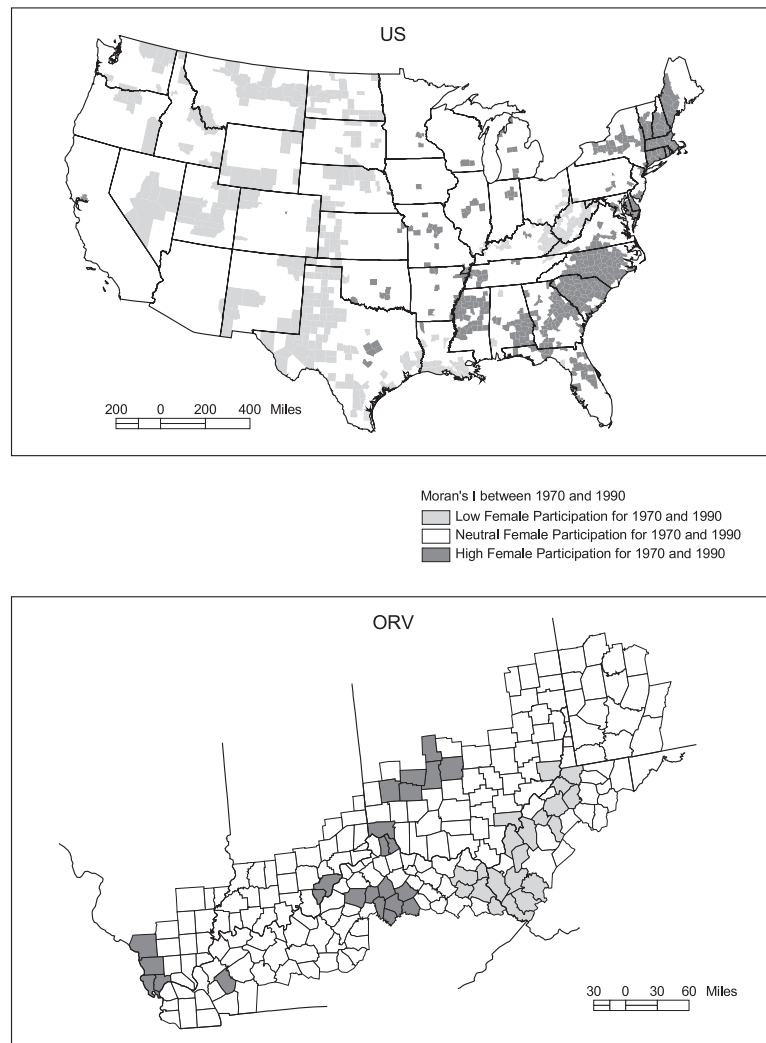 US
200 0 200 400 Miles
Moran's I between 1970 and 1990
Low Female Participation for 1970 and 1990
Neutral Female Participation for 1970 and 1990
High Female Participation for 1970 and 1990
ORV
30 0 30 60 Miles